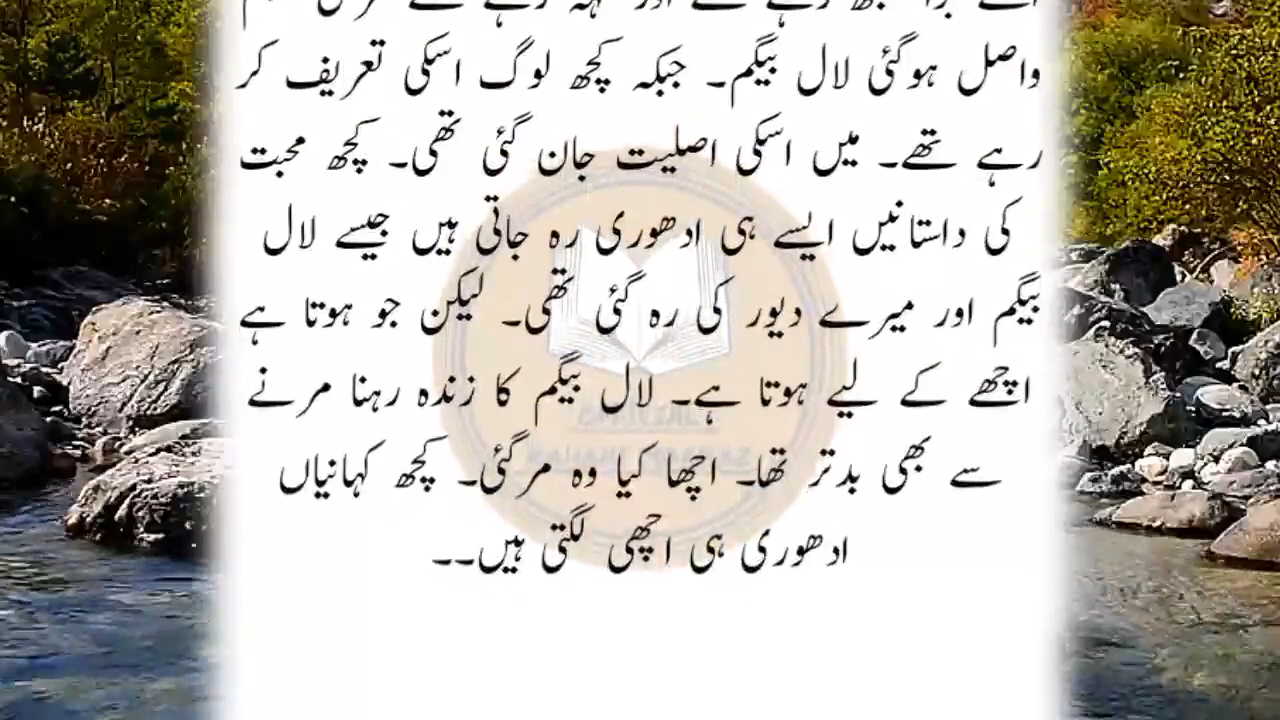 واصل ہوگئی لال بیگم۔ جبکہ کچھ لوگ اسکی تعریف کر
رہے تھے۔ میں اسکی اصلیت جان گئی تھی۔ کچھ محبت
کی داستانیں ایسے ہی ادھوری رہ جاتی ہیں جیسے لال
بیگم اور میرے دیور کی رہ گئی تھی۔ لیکن جو ہوتا ہے
اچھے کے لیے ہوتا ہے۔ لال بیگم کا زندہ رہنا مرنے
سے بھی بدتر تھا۔ اچھا کیا وہ مرگئی۔ کچھ کہانیاں
ادھوری ہی اچھی لگتی ہیں۔۔